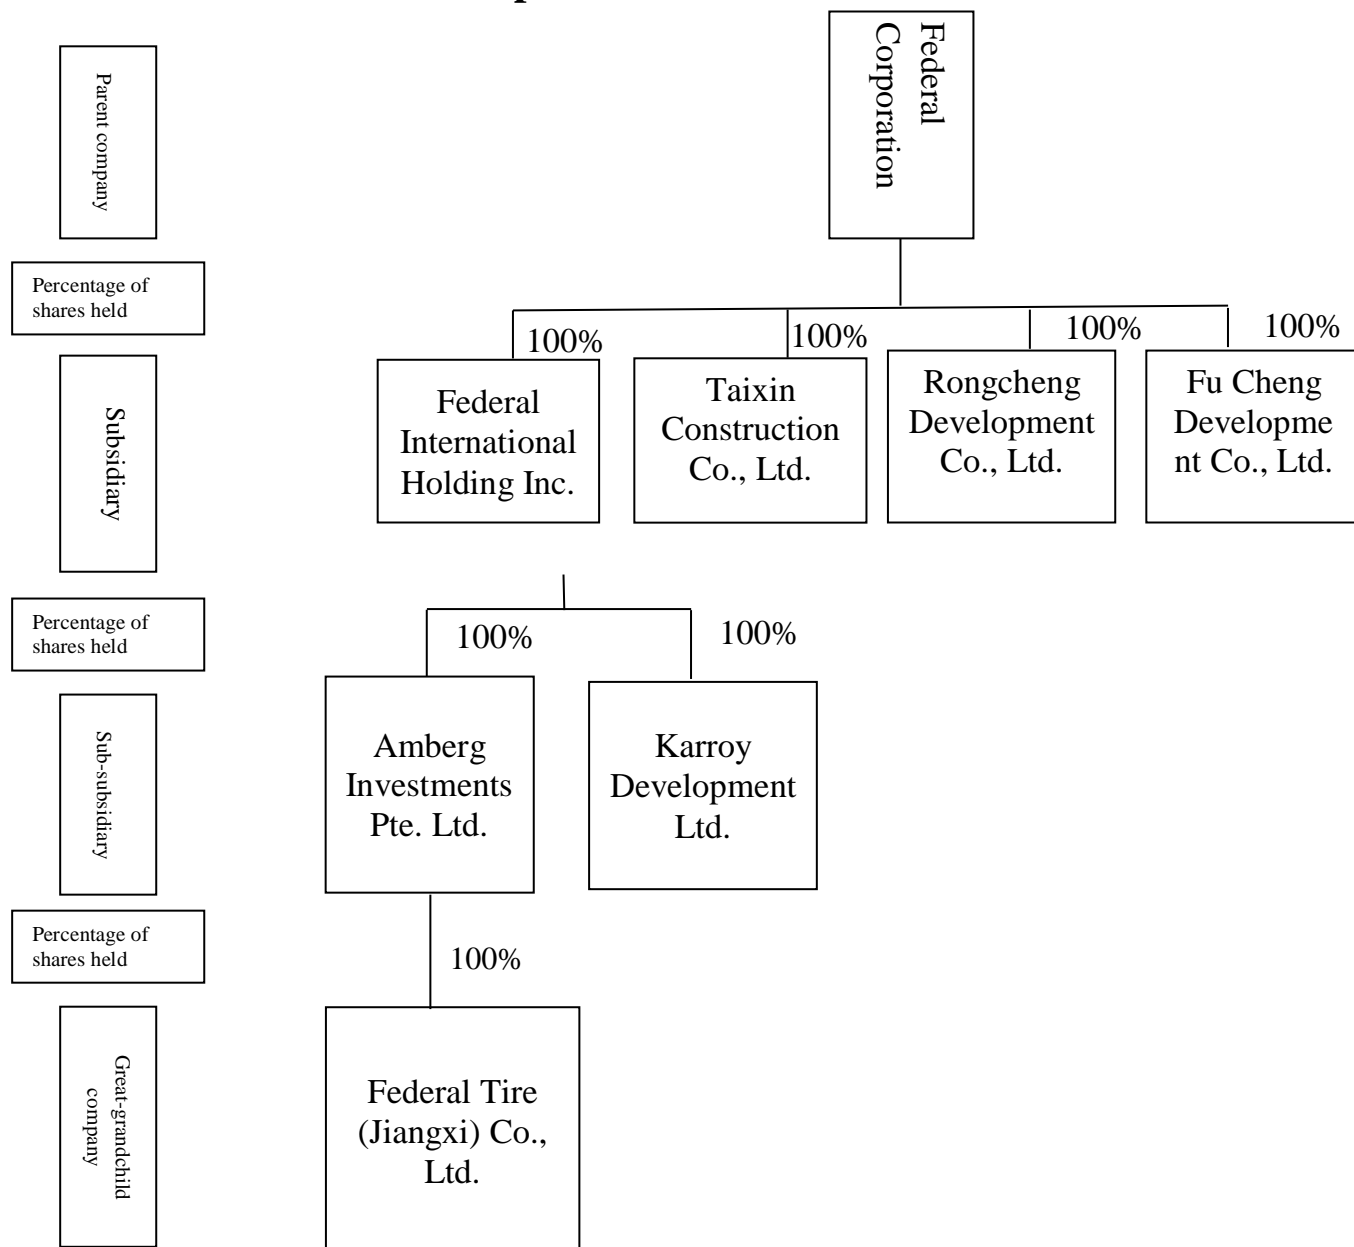 Federal
Corporation
Parent company
Percentage of
shares held
100%
100%
100%
100%
Subsidiary
Federal
International
Holding Inc.
Taixin
Construction
Co., Ltd.
Rongcheng
Development
Co., Ltd.
Fu Cheng
Developme
nt Co., Ltd.
Percentage of
shares held
100%
100%
Sub-subsidiary
Amberg
Investments
Pte. Ltd.
Karroy
Development
Ltd.
Percentage of
shares held
100%
Great-grandchild
company
Federal Tire
(Jiangxi) Co.,
Ltd.